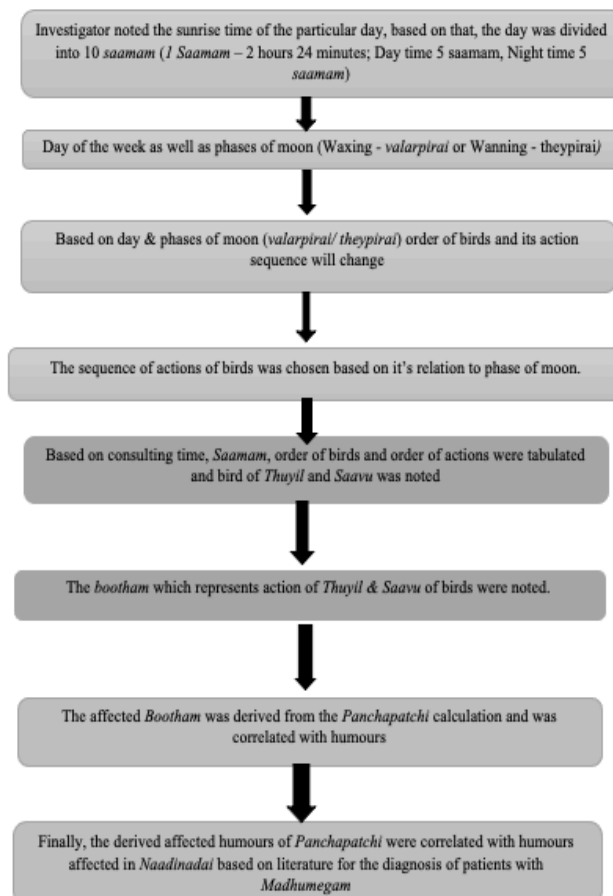 Investigator noted the sunrise time of the particular day, based on that, the day was divided
into 10 saamam (1 Saamam – 2 hours 24 minutes; Day time 5 saamam, Night time 5
saamam)
Day of the week as well as phases of moon (Waxing - valarpirai or Wanning - theypirai)
Based on day & phases of moon (valarpirai/ theypirai) order of birds and its action
sequence will change
The sequence of actions of birds was chosen based on it's relation to phase of moon.
Based on consulting time, Saamam, order of birds and order of actions were tabulated
and bird of Thuyil and Saavu was noted
The bootham which represents action of Thuyil & Saavu of birds were noted.
The affected Bootham was derived from the Panchapatchi calculation and was
correlated with humours
Finally, the derived affected humours of Panchapatchi were correlated with humours
affected in Naadinadai based on literature for the diagnosis of patients with
Madhumegam